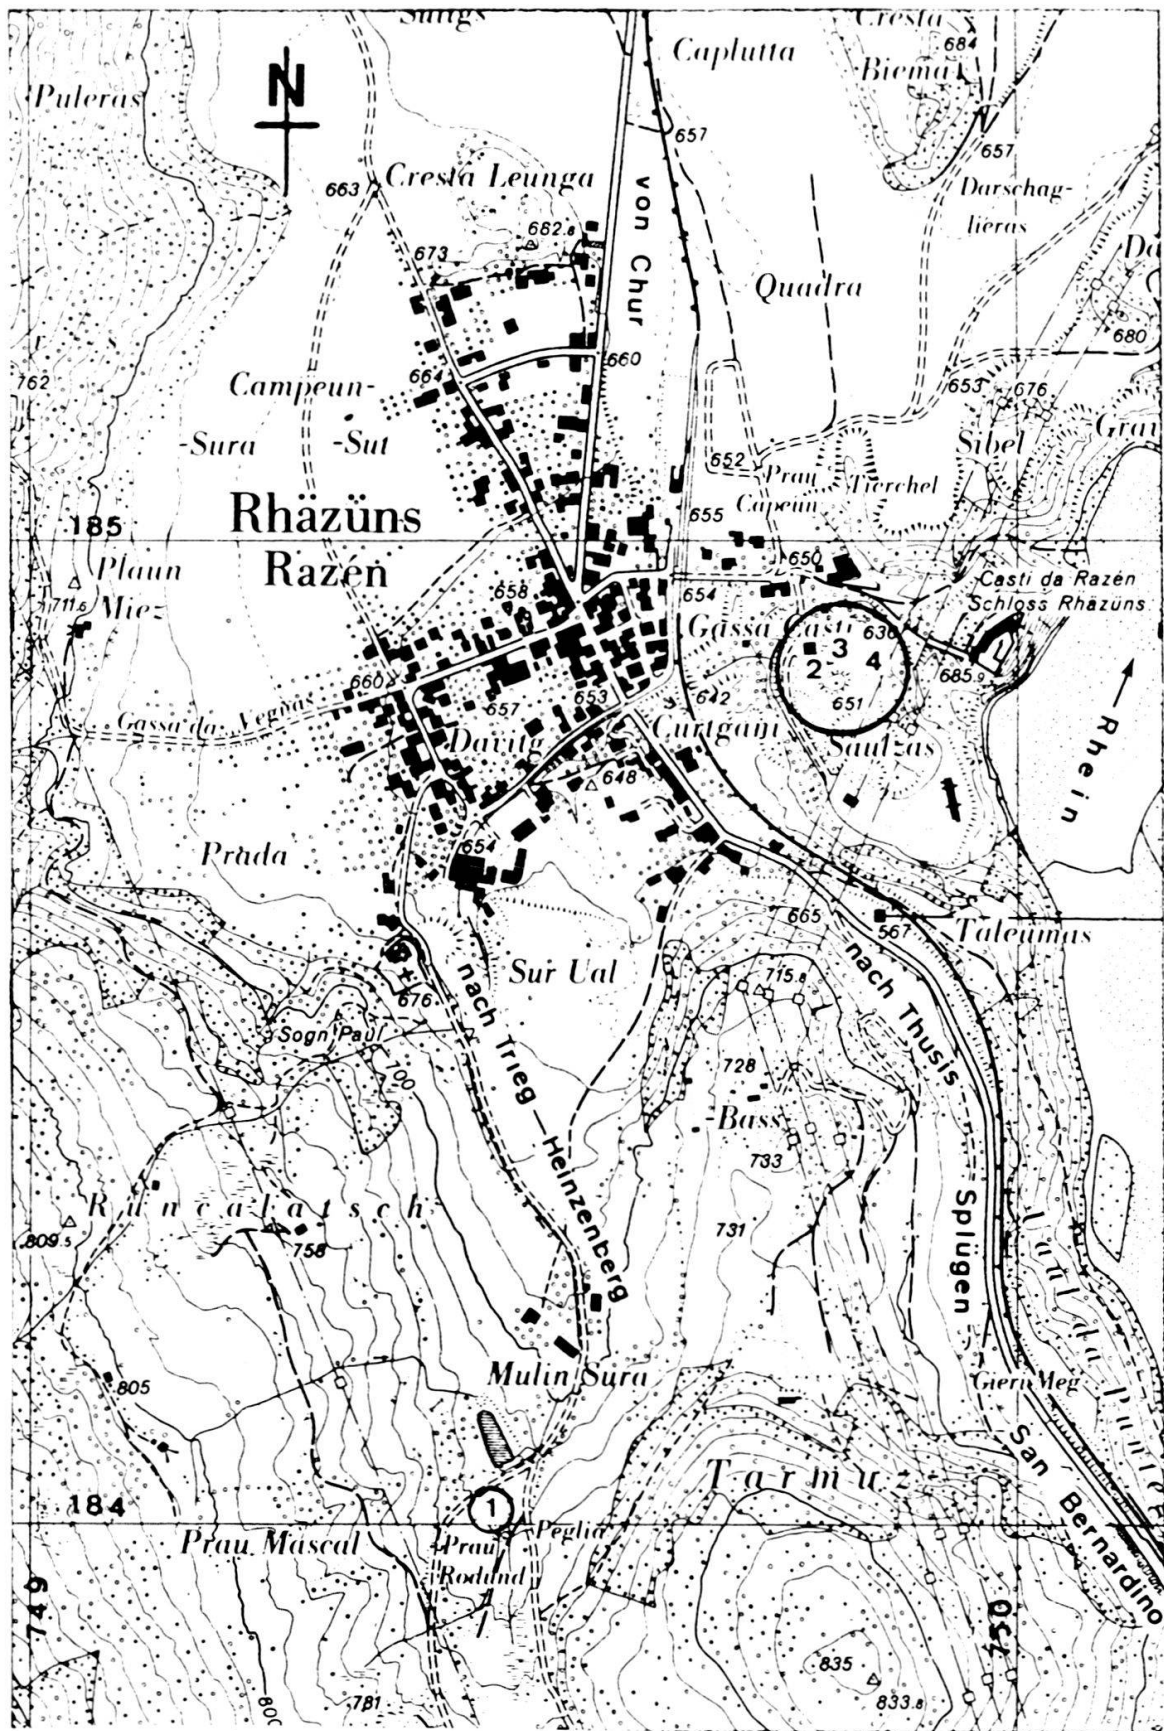 Caplutta
Cresta
Biema
684
N
Puleras
657
657
663
Cresta Leunga
von Chur
Darschag-
lieras
682.8
673
Quadra
680
660
762
664
Campeun-
-Sura
-Sut
653
676
Sibel
652
Prau
Capeun
Tierchel
Rhäzüns
Razén
185
655
650
Plaun
Miez
711.6
658
654
Casti da Razén
Schloss Rhäzüns
Gassa Casti
630
3
2
4
685.9
660
653
642
651
657
Gassa da Vegnas
Davitg
Curtgani
Saulzas
648
Rhein
654
Pruda
665
567
Taleumas
Sur Ual
676
715.8
nach Thusis
Sogn Paul
700
nach Trieg — Heinzenberg
728
-Bass
733
Runcalatsch
731
809.5
758
Splügen
Mulin Sura
Giern Meg
805
San Bernardino
Tarmuz
184
1
Prau Mascal
Prau
Rodund
Peglia
749
750
835
833.8
781
800